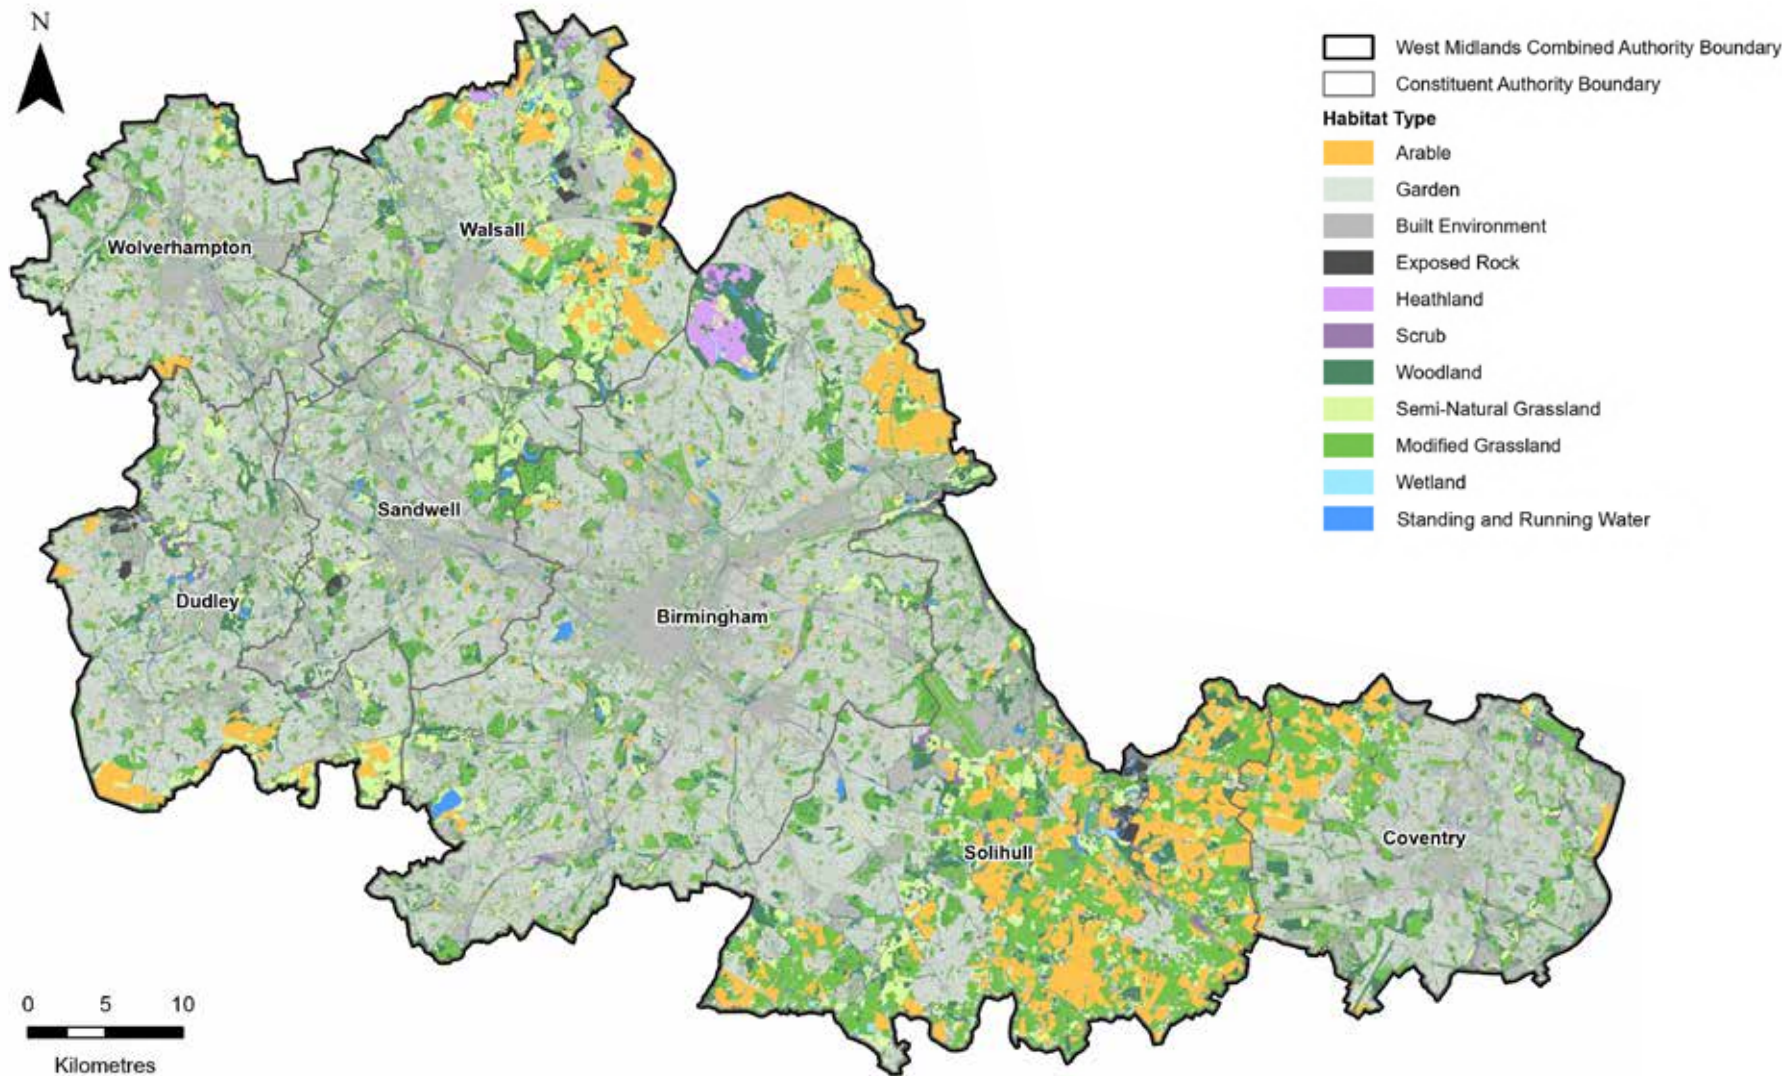 N
West Midlands Combined Authority Boundary
Constituent Authority Boundary
Habitat Type
Arable
Garden
Built Environment
Exposed Rock
Heathland
Scrub
Woodland
Semi-Natural Grassland
Modified Grassland
Wetland
Standing and Running Water
Wolverhampton
Walsall
Sandwell
Dudley
Birmingham
Solihull
Coventry
0 5 10
Kilometres